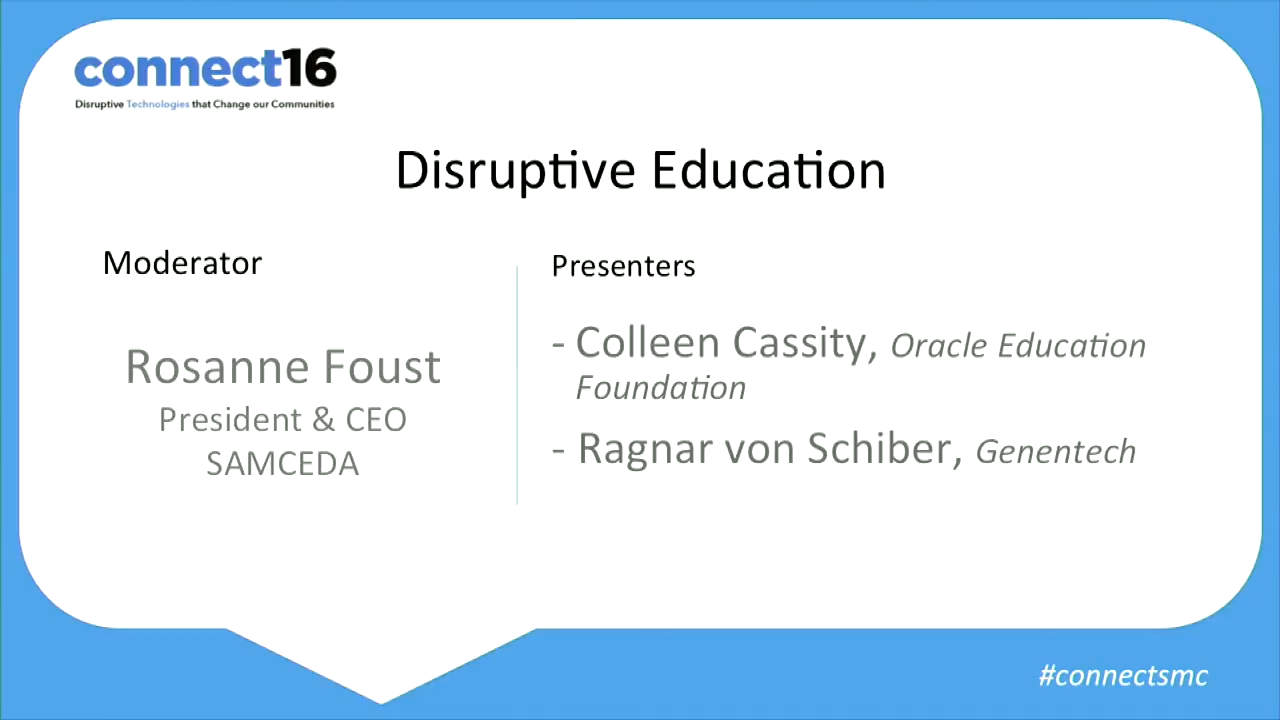 connect16
Disruptive Technologies that Change our Communities
Disruptive Education
Moderator
Rosanne Foust
President & CEO
SAMCEDA
Presenters
- Colleen Cassity, Oracle Education
Foundation
- Ragnar von Schiber, Genentech
#connectsmc